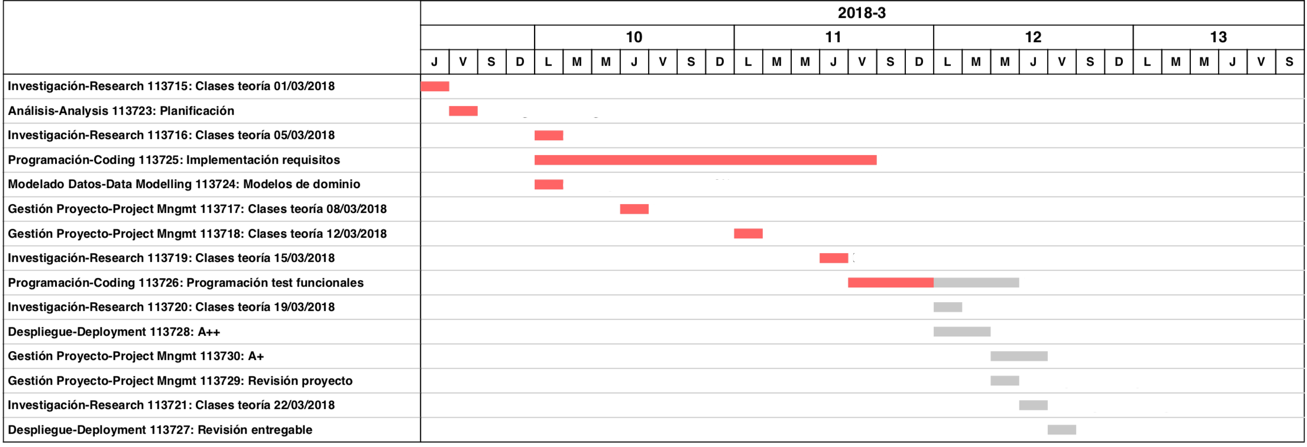 2018-3
10 11 12 13
J V S D L M M J V S D L M M J V S D L M M J V S D L M M J V S
Investigación-Research 113715: Clases teoría 01/03/2018
Análisis-Analysis 113723: Planificación
Investigación-Research 113716: Clases teoría 05/03/2018
Programación-Coding 113725: Implementación requisitos
Modelado Datos-Data Modelling 113724: Modelos de dominio
Gestión Proyecto-Project Mngmt 113717: Clases teoría 08/03/2018
Gestión Proyecto-Project Mngmt 113718: Clases teoría 12/03/2018
Investigación-Research 113719: Clases teoría 15/03/2018
Programación-Coding 113726: Programación test funcionales
Investigación-Research 113720: Clases teoría 19/03/2018
Despliegue-Deployment 113728: A++
Gestión Proyecto-Project Mngmt 113730: A+
Gestión Proyecto-Project Mngmt 113729: Revisión proyecto
Investigación-Research 113721: Clases teoría 22/03/2018
Despliegue-Deployment 113727: Revisión entregable